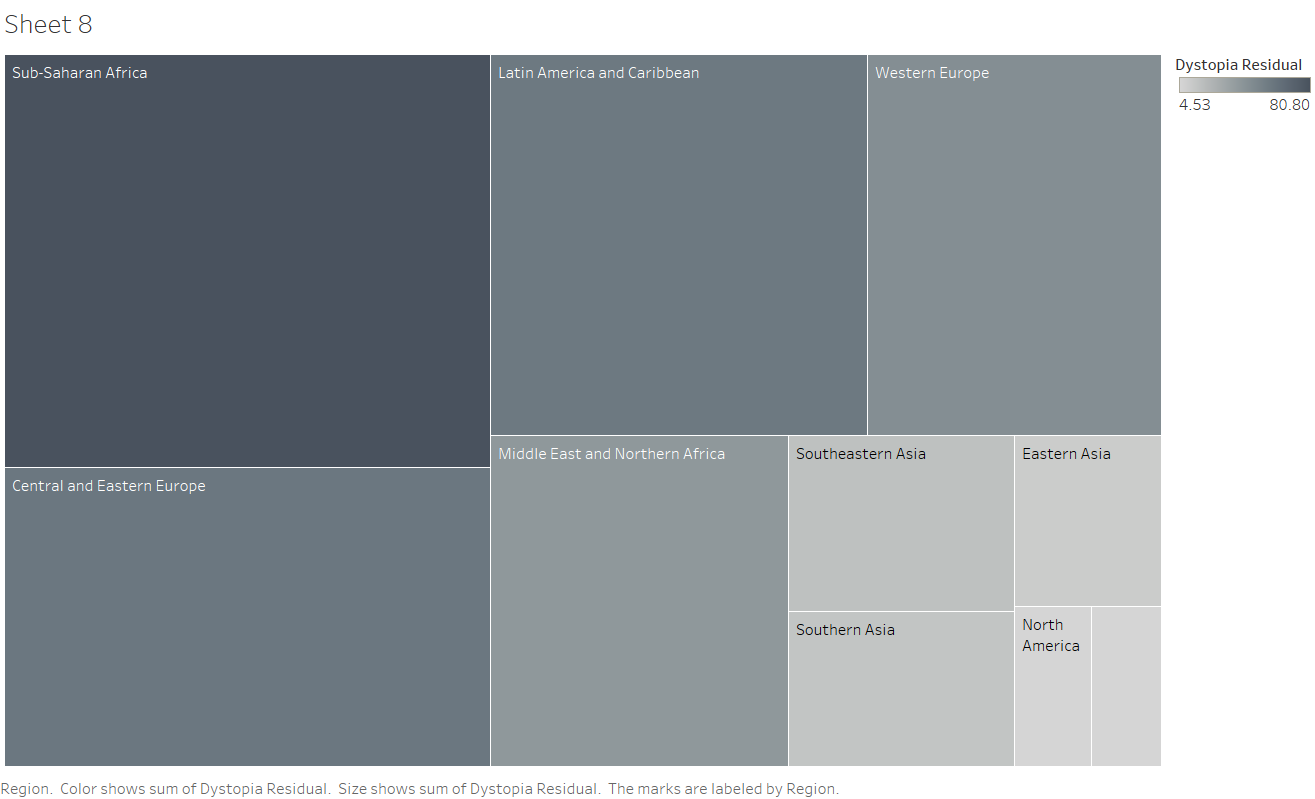 Sheet 8
Sub-Saharan Africa
Latin America and Caribbean
Western Europe
Dystopia Residual
4.53 80.80
Central and Eastern Europe
Middle East and Northern Africa
Southeastern Asia
Eastern Asia
Southern Asia
North
America
Region.  Color shows sum of Dystopia Residual.  Size shows sum of Dystopia Residual.  The marks are labeled by Region.